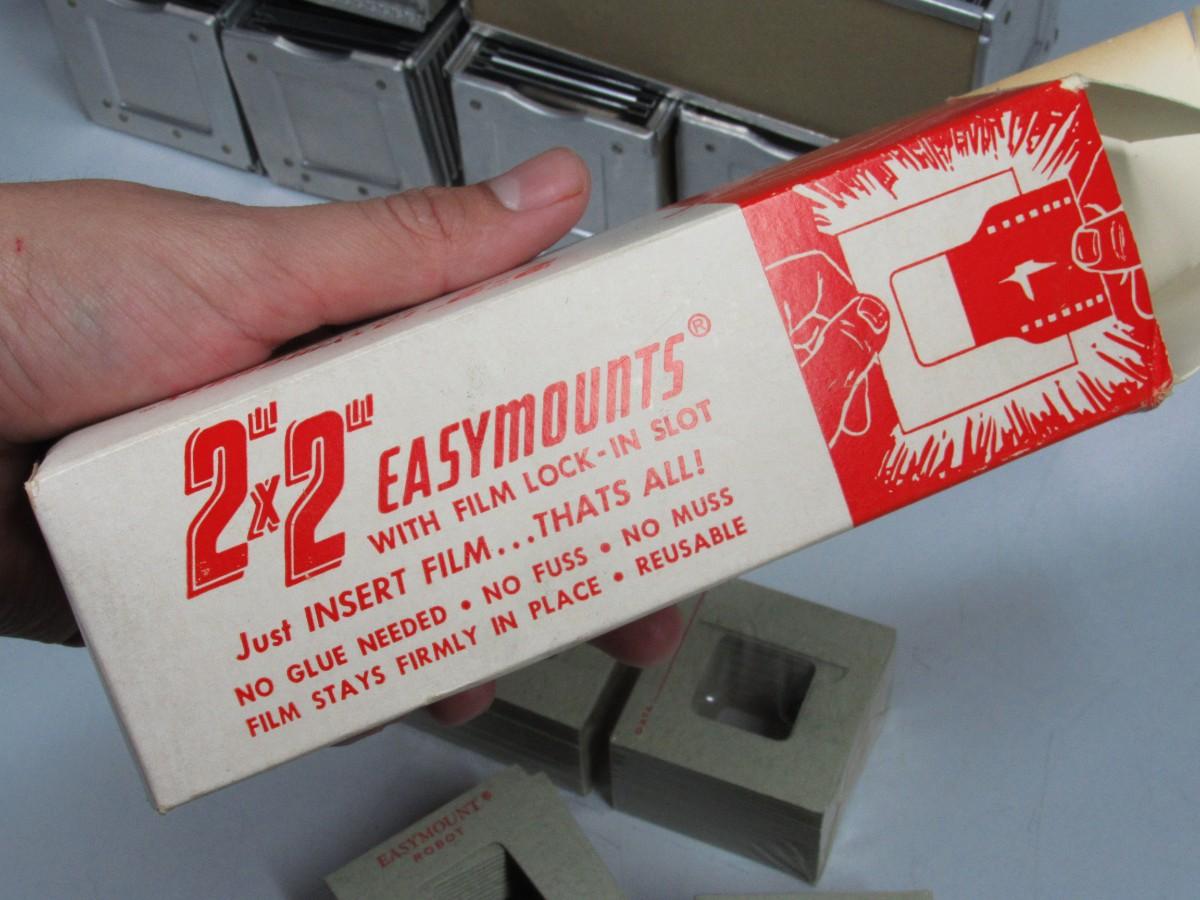 2" x 2" EASYMOUNTS®
WITH FILM LOCK-IN SLOT
Just INSERT FILM...THATS ALL!
NO GLUE NEEDED • NO FUSS • NO MUSS
FILM STAYS FIRMLY IN PLACE • REUSABLE
EASYMOUNT®
ROBOT